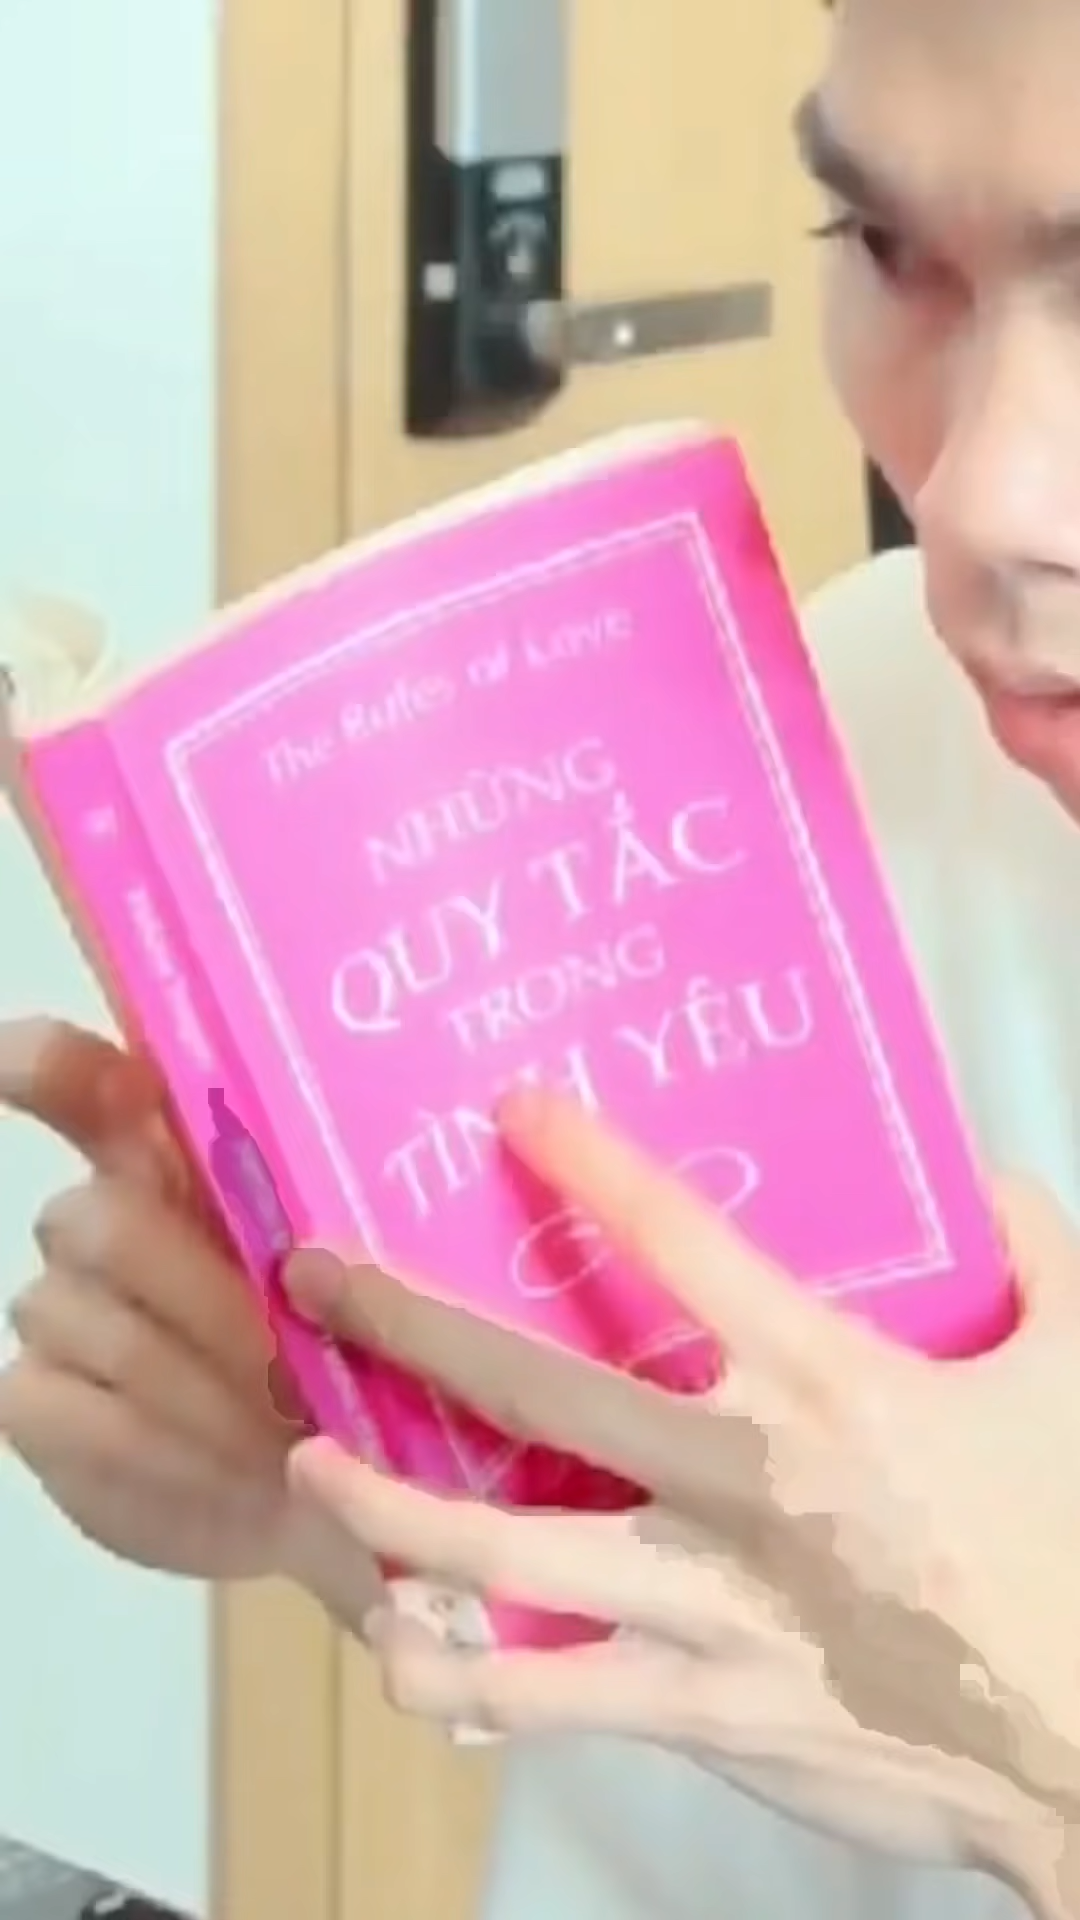 The Rules of Love
NHỮNG
QUY TẮC
TRONG
TÌNH YÊU